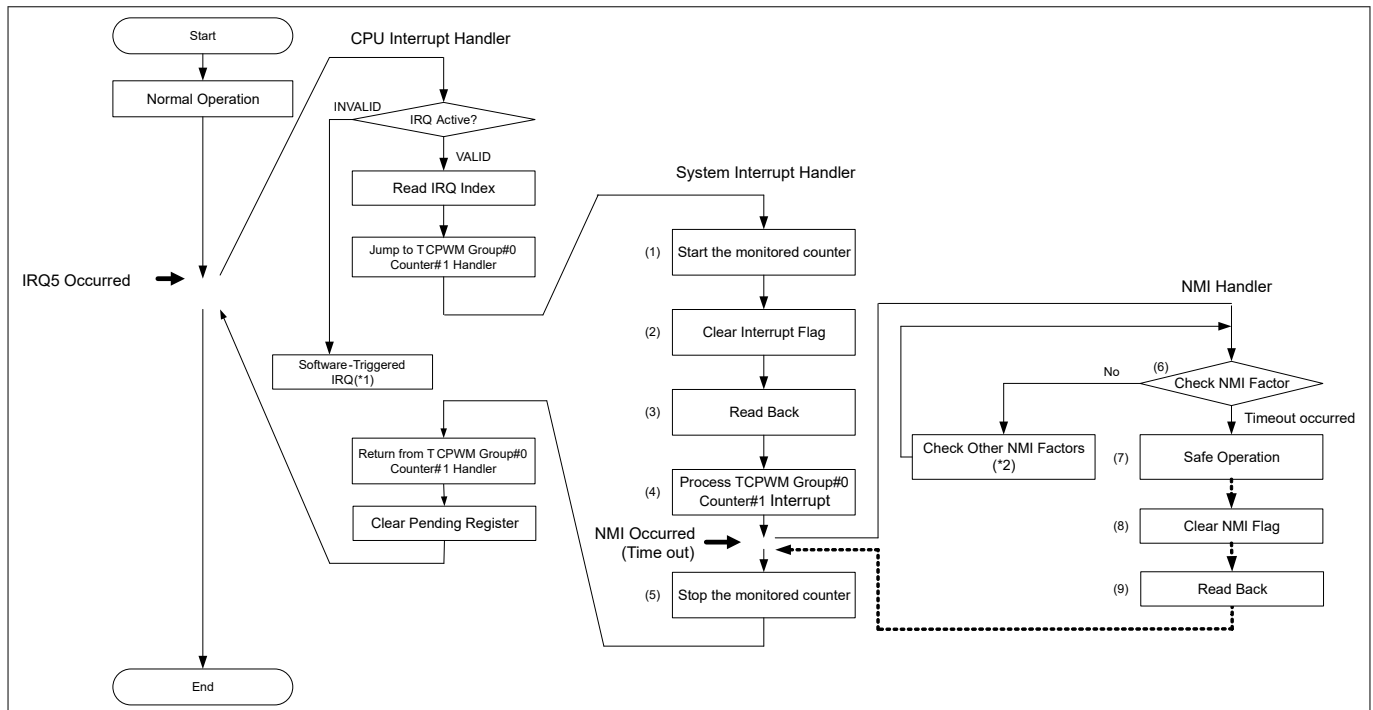 Start
Normal Operation
IRQ5 Occurred
End
CPU Interrupt Handler
IRQ Active?
INVALID
VALID
Read IRQ Index
Jump to TCPWM Group#0
Counter#1 Handler
Software-Triggered
IRQ(*1)
Return from TCPWM Group#0
Counter#1 Handler
Clear Pending Register
System Interrupt Handler
(1)
Start the monitored counter
(2)
Clear Interrupt Flag
(3)
Read Back
(4)
Process TCPWM Group#0
Counter#1 Interrupt
NMI Occurred
(Time out)
(5)
Stop the monitored counter
NMI Handler
(6)
Check NMI Factor
No
Timeout occurred
Check Other NMI Factors
(*2)
(7)
Safe Operation
(8)
Clear NMI Flag
(9)
Read Back